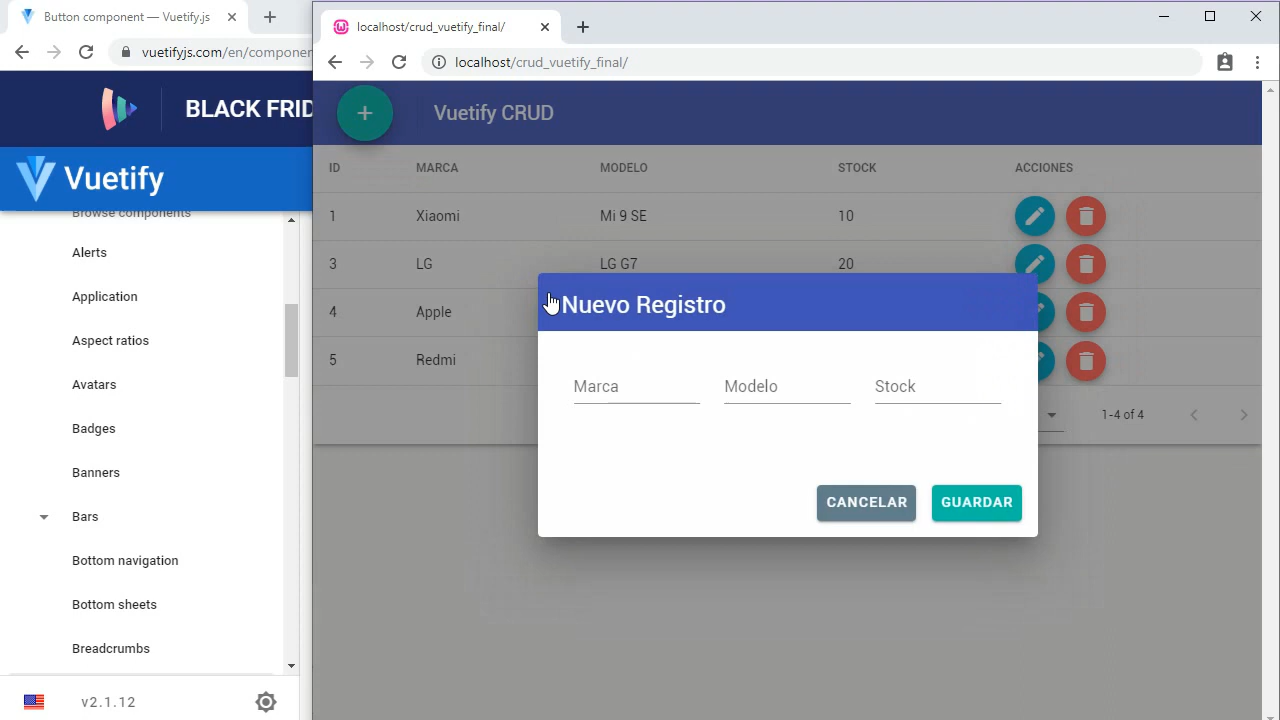 Button component — Vuetify.js
vuetifyjs.com/en/componen
BLACK FRID
Vuetify
Browse components
Alerts
Application
Aspect ratios
Avatars
Badges
Banners
Bars
Bottom navigation
Bottom sheets
Breadcrumbs
v2.1.12
localhost/crud_vuetify_final/
localhost/crud_vuetify_final/
Vuetify CRUD
ID MARCA MODELO STOCK ACCIONES
1 Xiaomi Mi 9 SE 10
3 LG LG G7 20
4 Apple
5 Redmi
1-4 of 4
Nuevo Registro
Marca Modelo Stock
CANCELAR GUARDAR